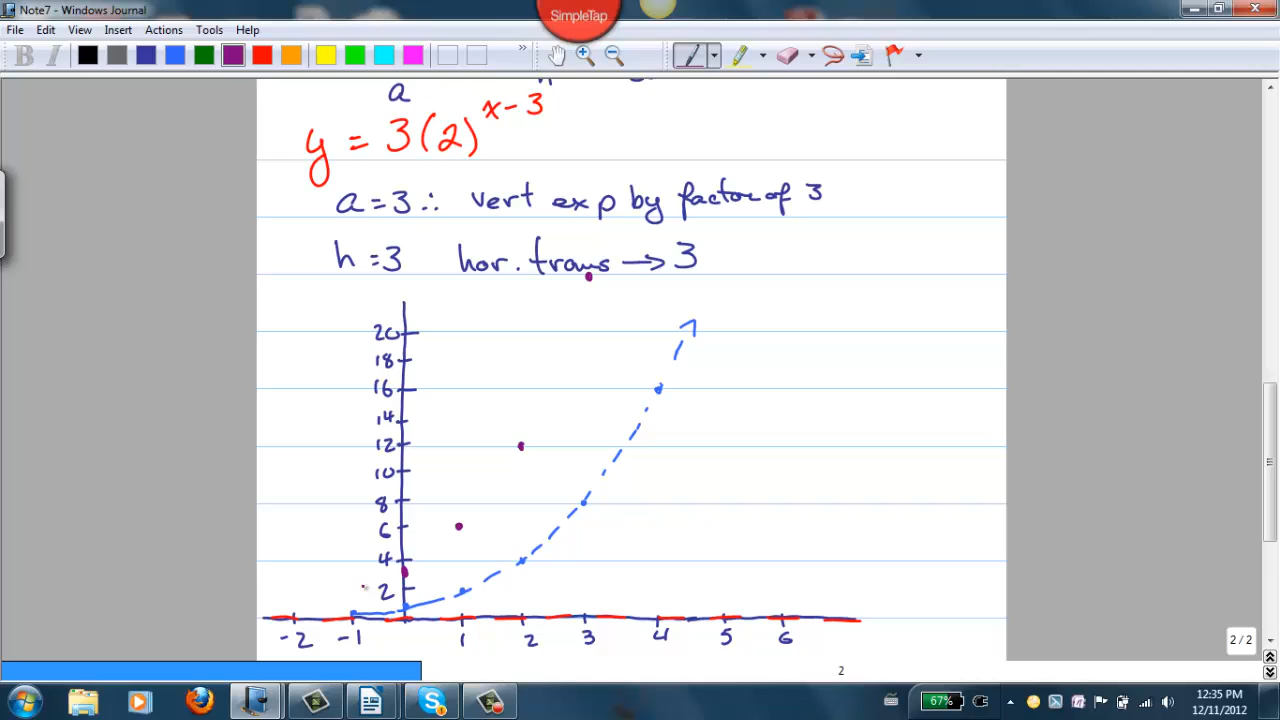 Note7 - Windows Journal
SimpleTap
File Edit View Insert Actions Tools Help
B I
a
y = 3(2)^(x-3)
a = 3 ∴ vert exp by factor of 3
h = 3 hor. trans → 3
20
18
16
14
12
10
8
6
4
2
-2 -1 1 2 3 4 5 6
2 / 2
2
67%
12:35 PM
12/11/2012